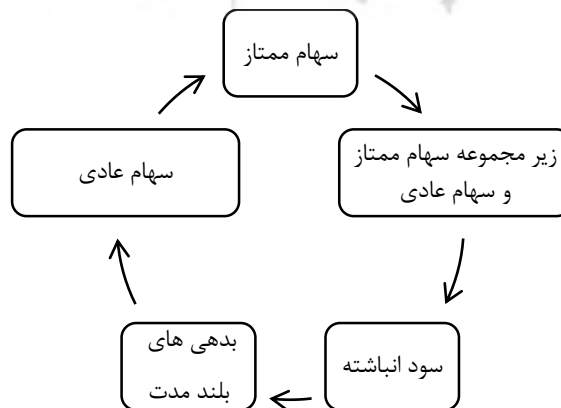 سهام ممتاز
زیر مجموعه سهام ممتاز
و سهام عادی
سود انباشته
بدهی های
بلند مدت
سهام عادی